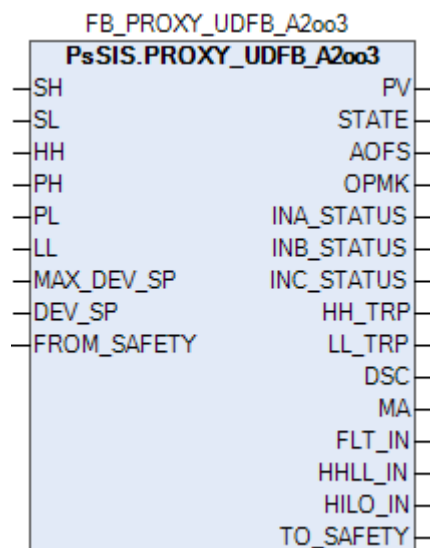 FB_PROXY_UDFB_A2oo3
PsSIS.PROXY_UDFB_A2oo3
SH PV
SL STATE
HH AOFS
PH OPMK
PL INA_STATUS
LL INB_STATUS
MAX_DEV_SP INC_STATUS
DEV_SP HH_TRP
FROM_SAFETY LL_TRP
DSC
MA
FLT_IN
HHLL_IN
HILO_IN
TO_SAFETY